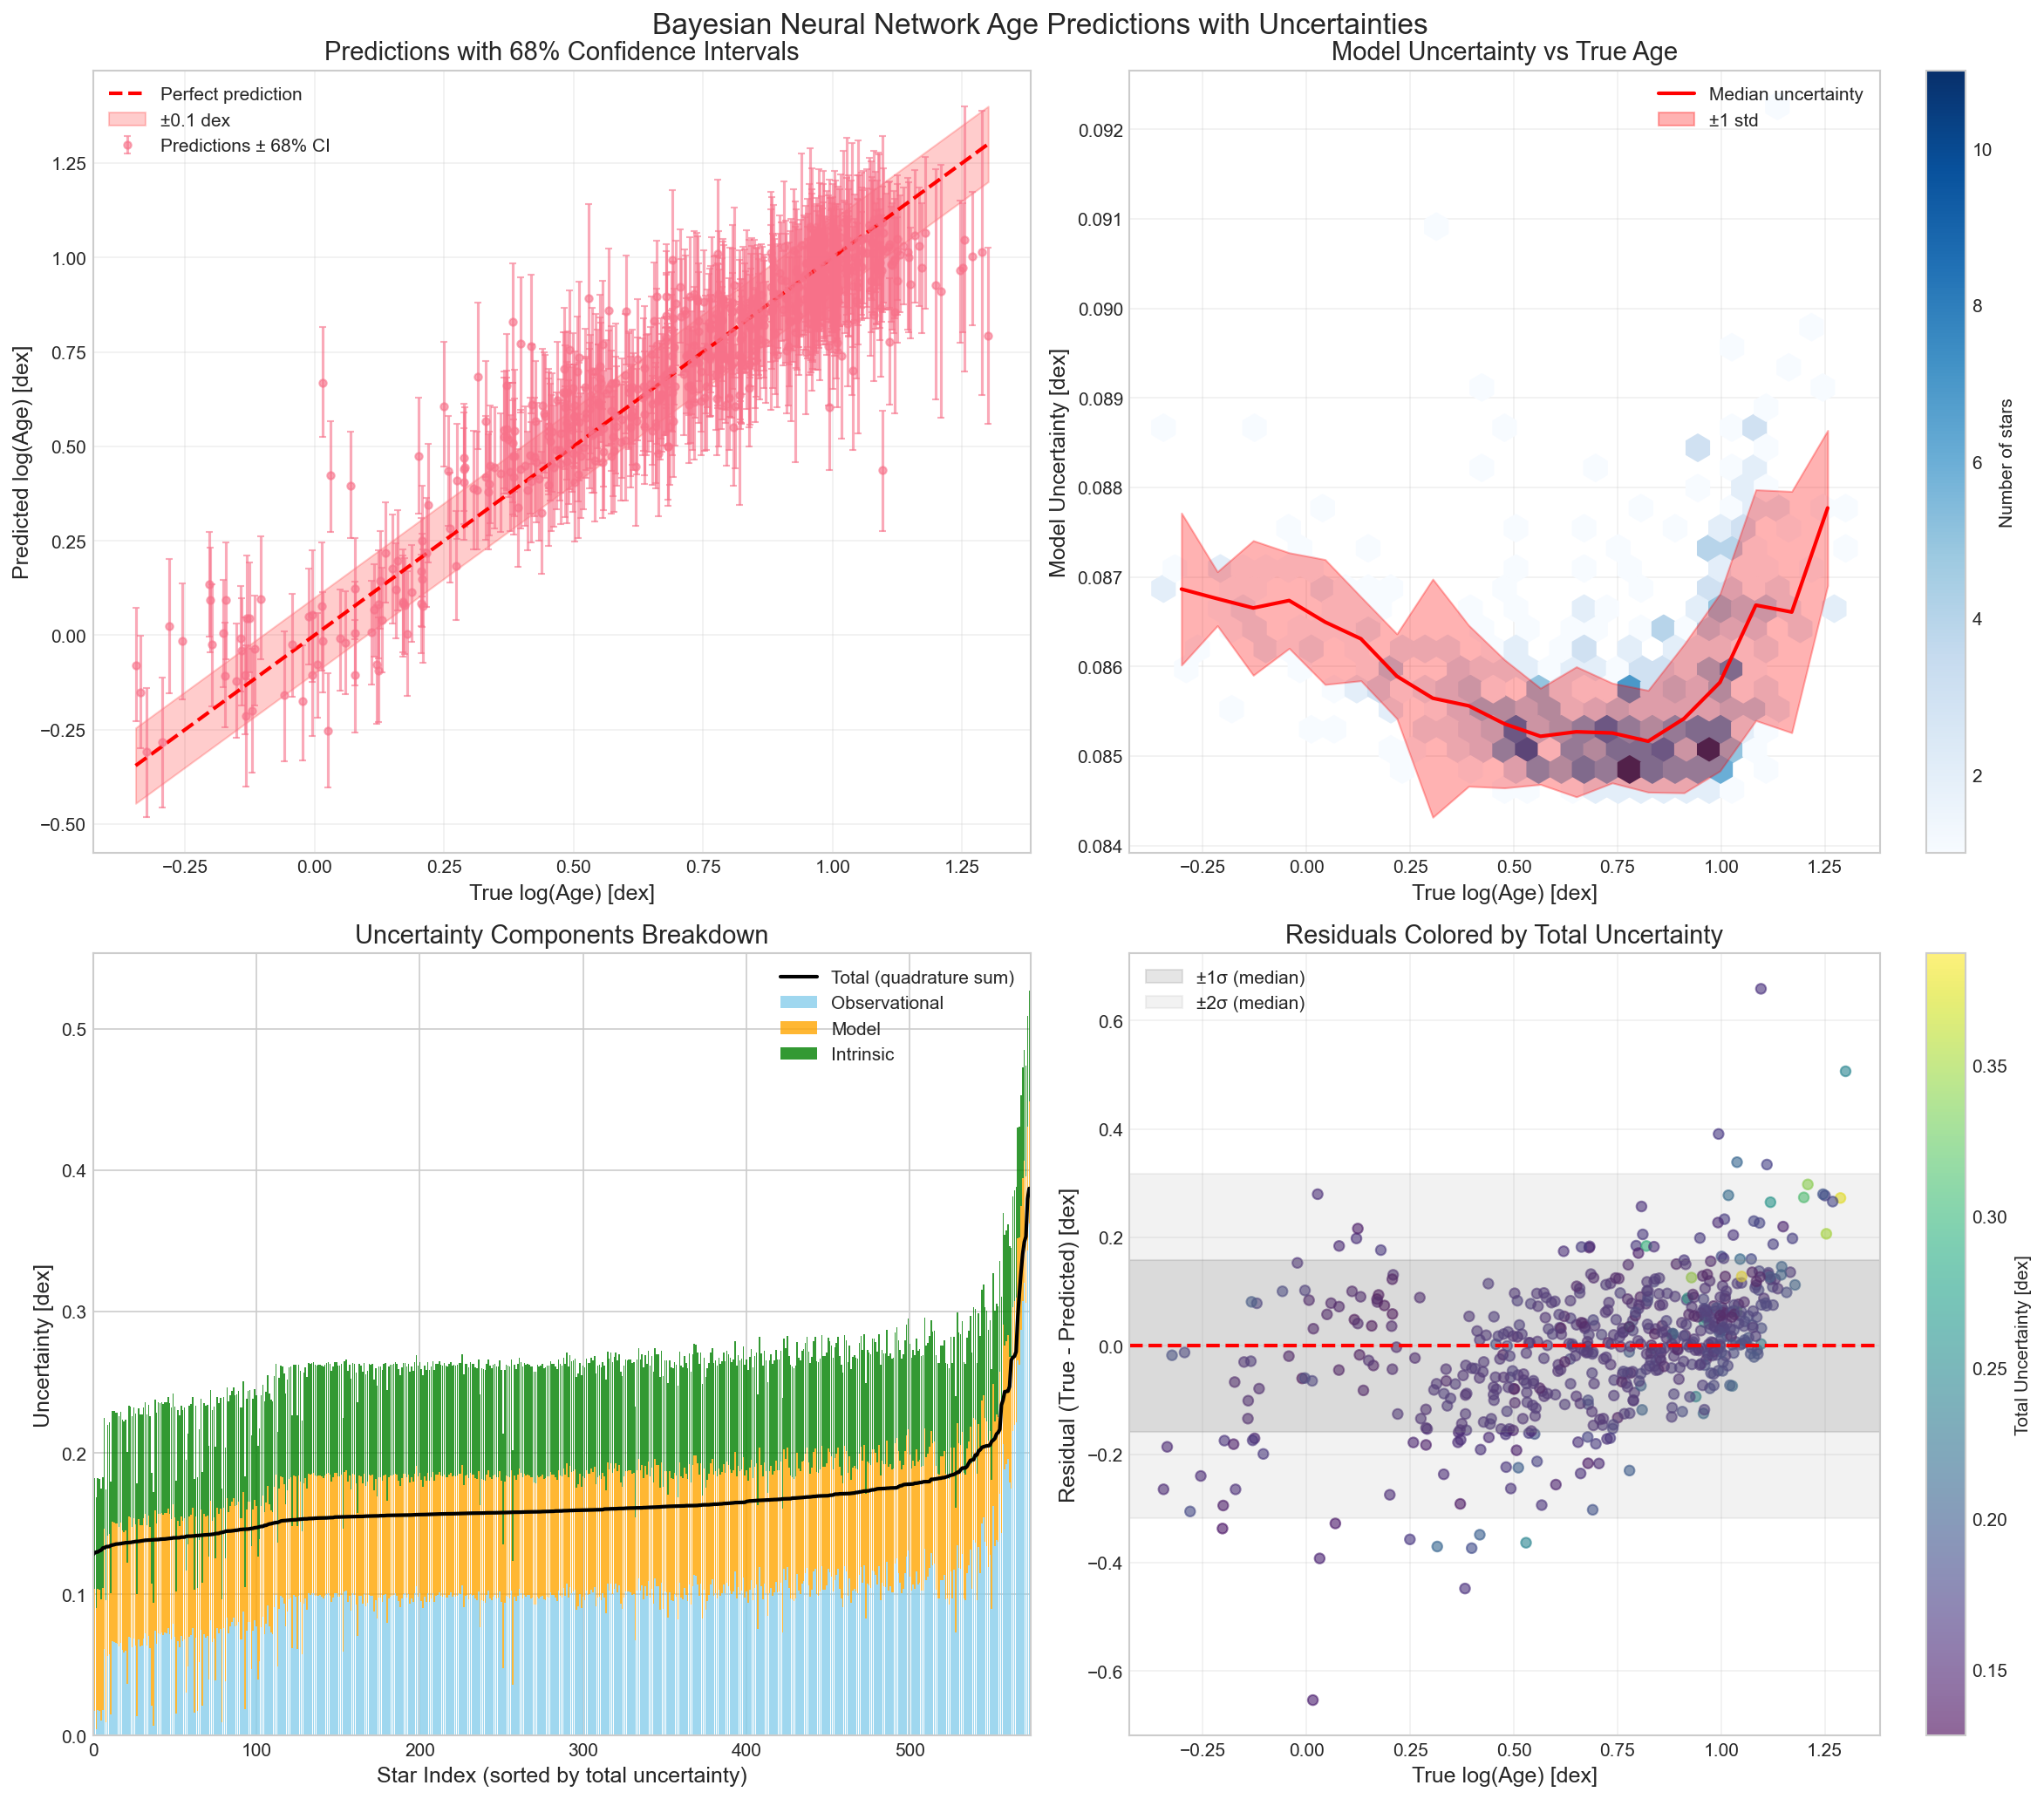 Bayesian Neural Network Age Predictions with Uncertainties
Predictions with 68% Confidence Intervals
Perfect prediction
±0.1 dex
Predictions ± 68% CI
1.25
1.00
0.75
0.50
0.25
0.00
−0.25
−0.50
Predicted log(Age) [dex]
−0.25
0.00
0.25
0.50
0.75
1.00
1.25
True log(Age) [dex]
Model Uncertainty vs True Age
Median uncertainty
±1 std
0.092
0.091
0.090
0.089
0.088
0.087
0.086
0.085
0.084
Model Uncertainty [dex]
−0.25
0.00
0.25
0.50
0.75
1.00
1.25
True log(Age) [dex]
10
8
6
4
2
Number of stars
Uncertainty Components Breakdown
Total (quadrature sum)
Observational
Model
Intrinsic
0.5
0.4
0.3
0.2
0.1
0.0
Uncertainty [dex]
0
100
200
300
400
500
Star Index (sorted by total uncertainty)
Residuals Colored by Total Uncertainty
±1σ (median)
±2σ (median)
0.6
0.4
0.2
0.0
−0.2
−0.4
−0.6
Residual (True - Predicted) [dex]
−0.25
0.00
0.25
0.50
0.75
1.00
1.25
True log(Age) [dex]
0.35
0.30
0.25
0.20
0.15
Total Uncertainty [dex]